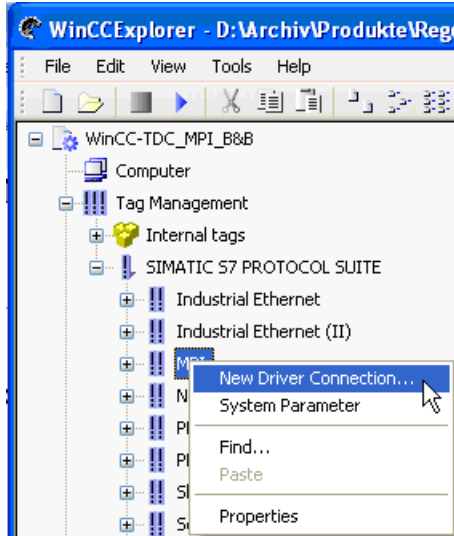 WinCCExplorer - D:\Archiv\Produkte\Reg
File Edit View Tools Help
WinCC-TDC_MPI_B&B
Computer
Tag Management
Internal tags
SIMATIC S7 PROTOCOL SUITE
Industrial Ethernet
Industrial Ethernet (II)
MPI
New Driver Connection...
System Parameter
Find...
Paste
Properties